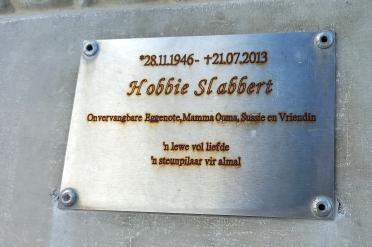 *28.11.1946- †21.07.2013
Hobbie Slabbert
Onvervangbare Eggenote,Mamma Ouma,Sussie en Vriendin
'n lewe vol liefde
'n steunpilaar vir almal